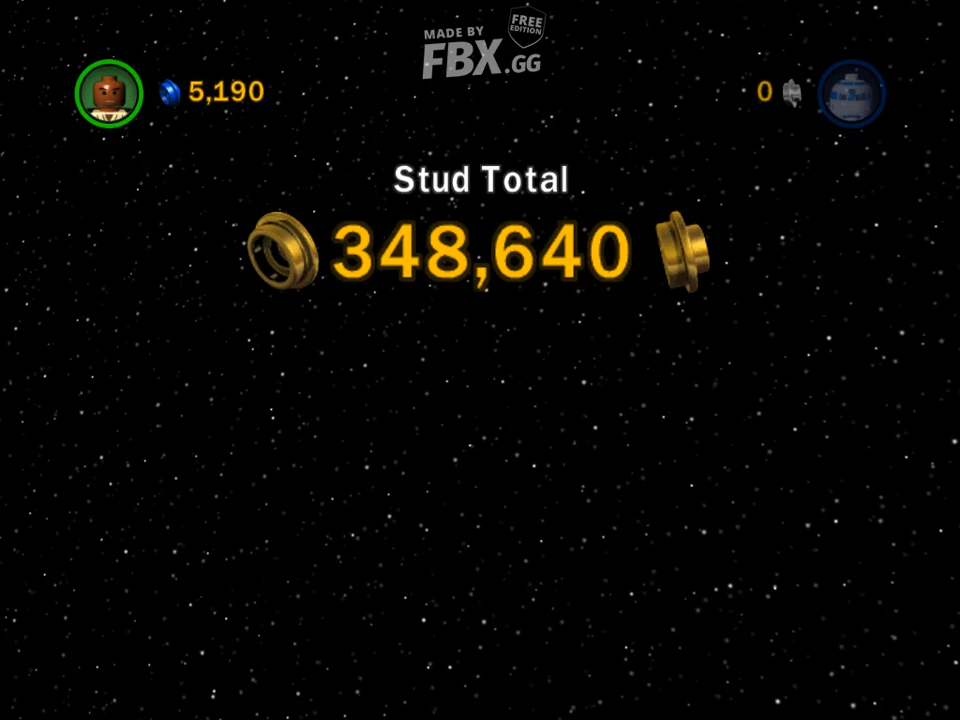 MADE BY
FREE
EDITION
FBX.GG
5,190
0
Stud Total
348,640